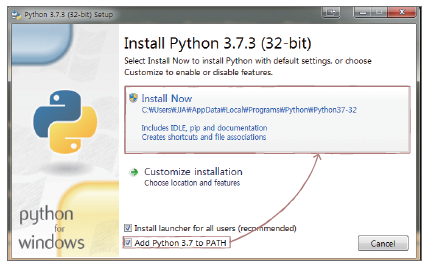 Python 3.7.3 (32-bit) Setup
Install Python 3.7.3 (32-bit)
Select Install Now to install Python with default settings, or choose
Customize to enable or disable features.
Install Now
C:₩Users₩JJA₩AppData₩Local₩Programs₩Python₩Python37-32
Includes IDLE, pip and documentation
Creates shortcuts and file associations
Customize installation
Choose location and features
python
for
windows
Install launcher for all users (recommended)
Add Python 3.7 to PATH
Cancel